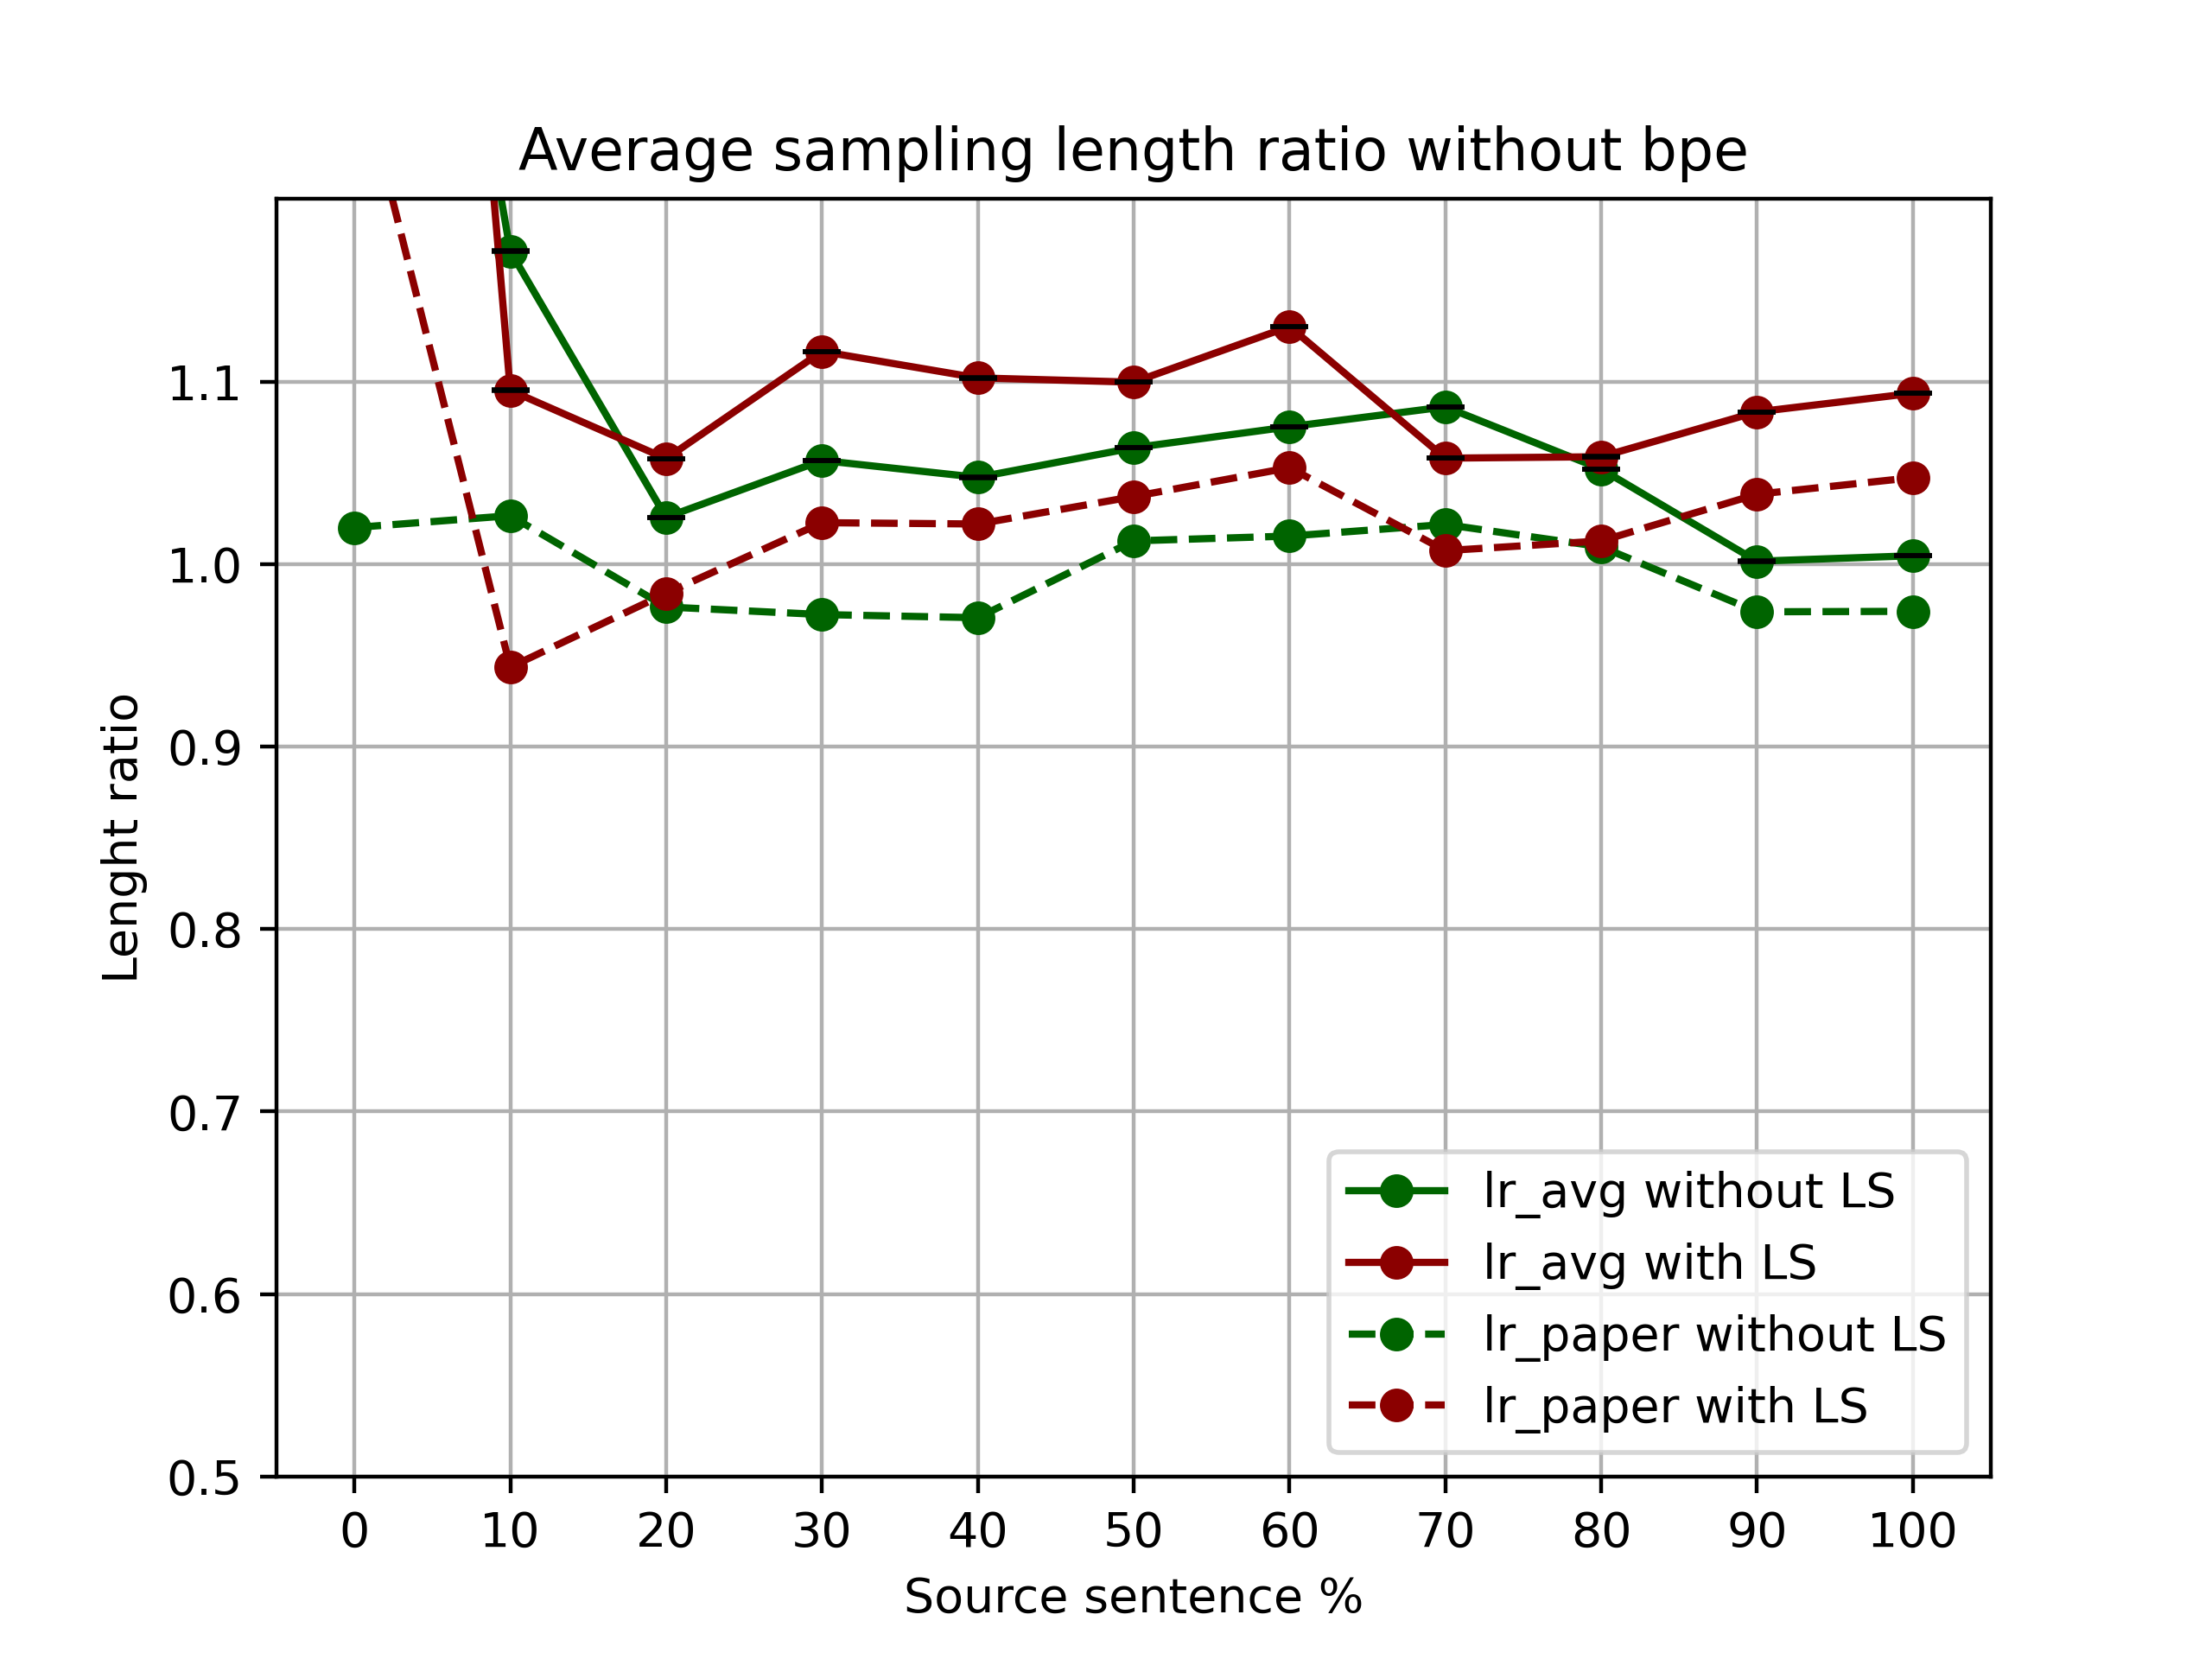 Average sampling length ratio without bpe
Lenght ratio
1.1
1.0
0.9
0.8
0.7
0.6
0.5
lr_avg without LS
lr_avg with LS
lr_paper without LS
lr_paper with LS
0 10 20 30 40 50 60 70 80 90 100
Source sentence %